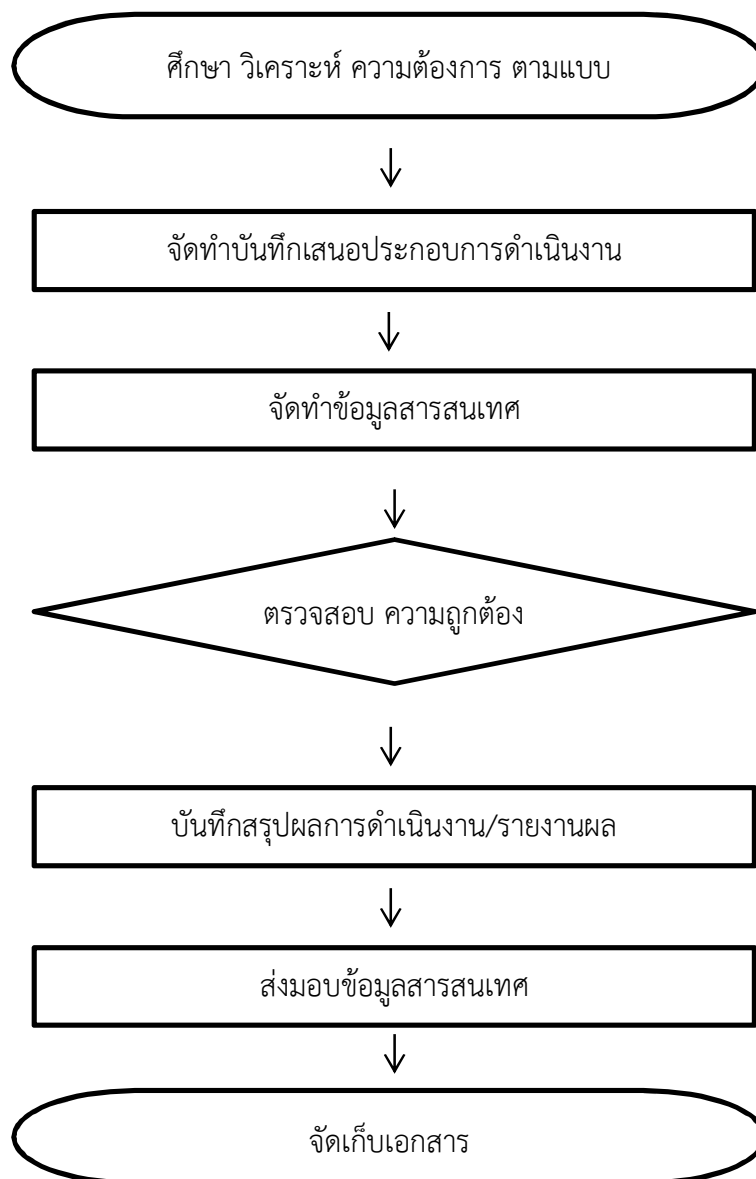 ศึกษา วิเคราะห์ ความต้องการ ตามแบบ
จัดทำบันทึกเสนอประกอบการดำเนินงาน
จัดทำข้อมูลสารสนเทศ
ตรวจสอบ ความถูกต้อง
บันทึกสรุปผลการดำเนินงาน/รายงานผล
ส่งมอบข้อมูลสารสนเทศ
จัดเก็บเอกสาร